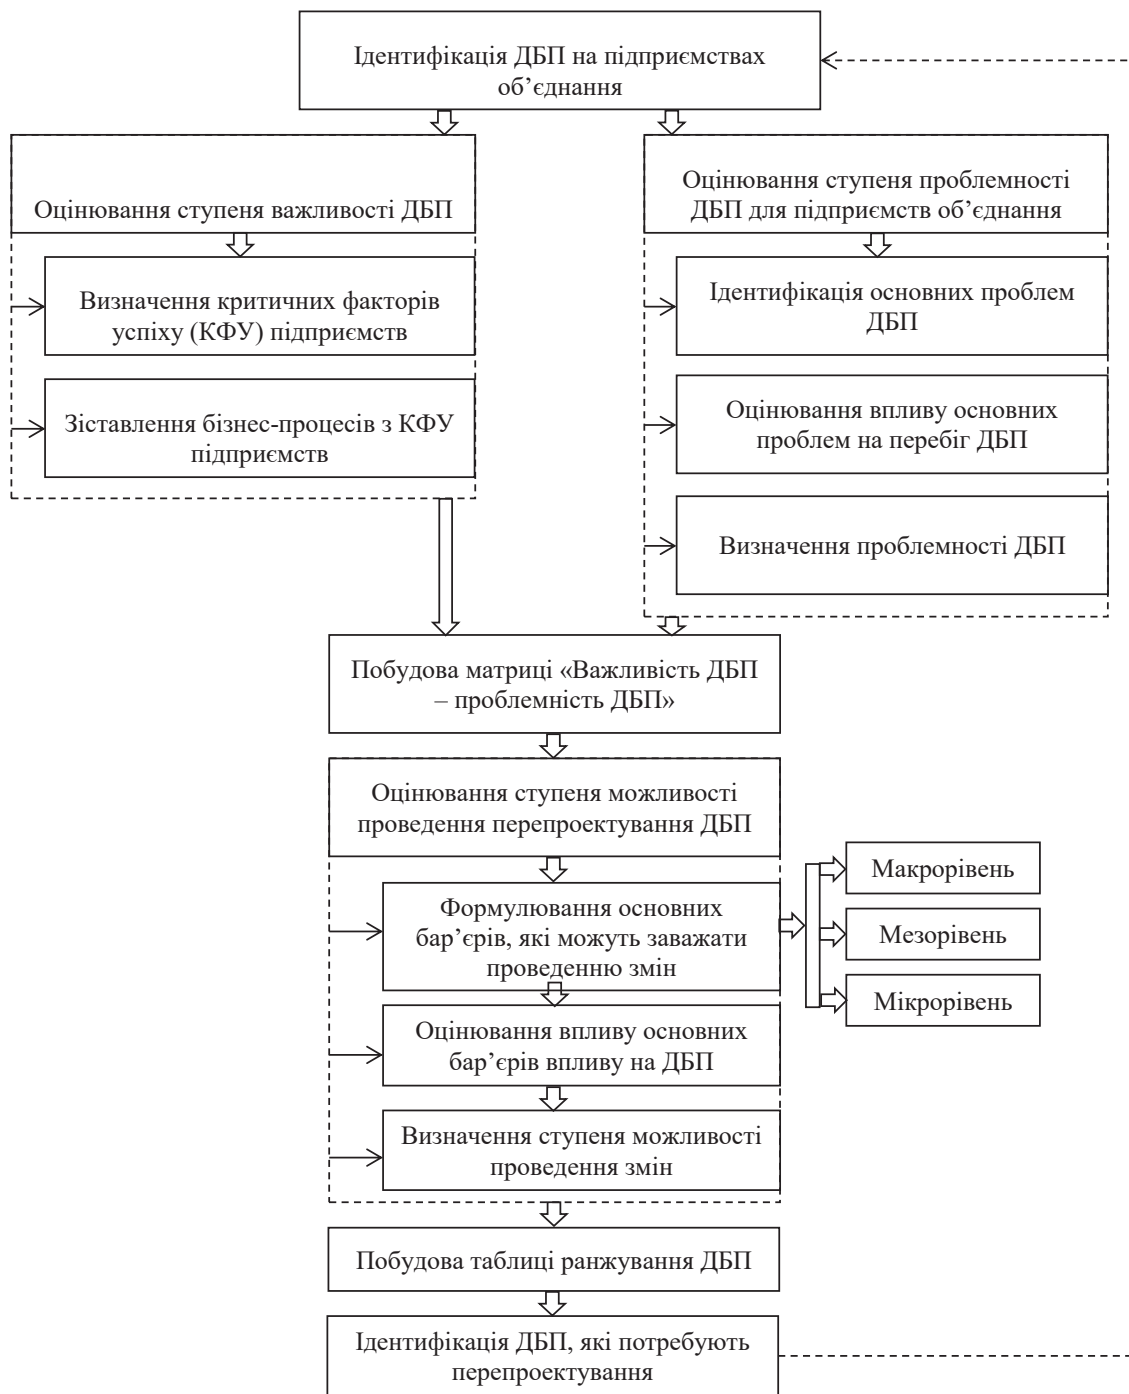 Ідентифікація ДБП на підприємствах
об’єднання
Оцінювання ступеня важливості ДБП
Визначення критичних факторів
успіху (КФУ) підприємств
Зіставлення бізнес-процесів з КФУ
підприємств
Оцінювання ступеня проблемності
ДБП для підприємств об’єднання
Ідентифікація основних проблем
ДБП
Оцінювання впливу основних
проблем на перебіг ДБП
Визначення проблемності ДБП
Побудова матриці «Важливість ДБП
– проблемність ДБП»
Оцінювання ступеня можливості
проведення перепроектування ДБП
Формулювання основних
бар’єрів, які можуть заважати
проведенню змін
Макрорівень
Мезорівень
Мікрорівень
Оцінювання впливу основних
бар’єрів впливу на ДБП
Визначення ступеня можливості
проведення змін
Побудова таблиці ранжування ДБП
Ідентифікація ДБП, які потребують
перепроектування